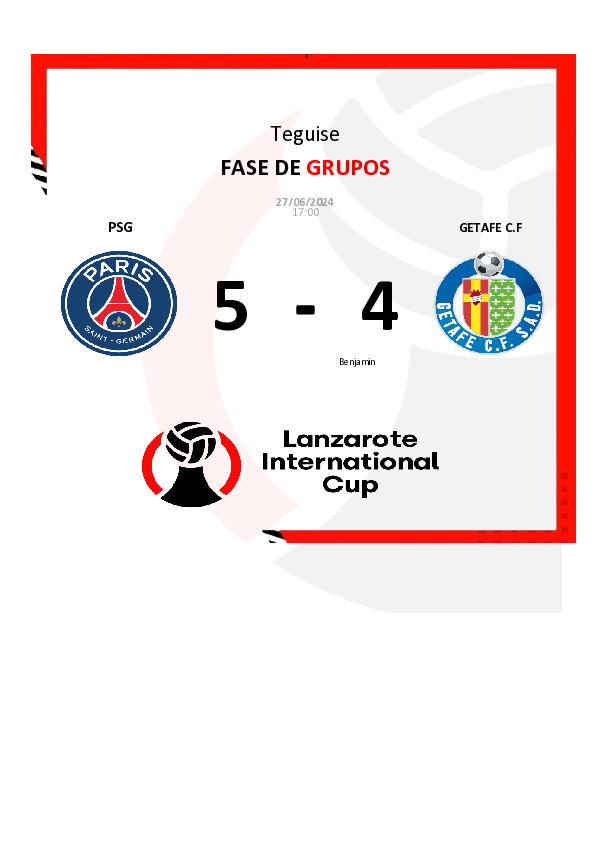 Teguise
FASE DE GRUPOS
27/06/2024
17:00
PSG
GETAFE C.F
PARIS
SAINT - GERMAIN
5 - 4
GETAFE C.F. S.A.D.
Benjamin
Lanzarote
International
Cup